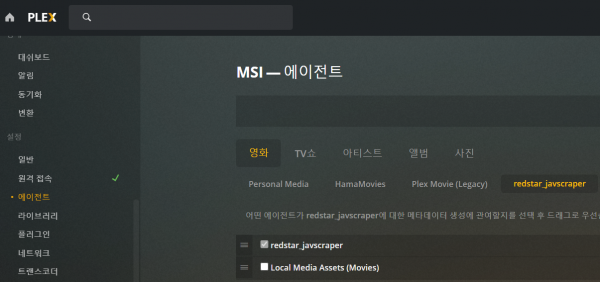 PLEX
대쉬보드
알림
동기화
변환
설정
일반
원격 접속
에이전트
라이브러리
플러그인
네트워크
트랜스코더
MSI — 에이전트
영화 TV쇼 아티스트 앨범 사진
Personal Media HamaMovies Plex Movie (Legacy) redstar_javscraper
어떤 에이전트가 redstar_javscraper에 대한 메타데이터 생성에 관여할지를 선택 후 드래그로 우선
redstar_javscraper
Local Media Assets (Movies)